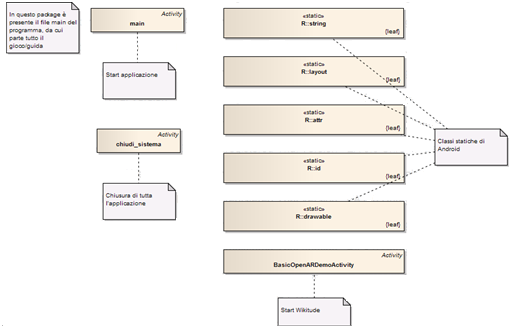 In questo package è
presente il file main del
programma, da cui
parte tutto il
gioco/guida
Activity
main
Start applicazione
Activity
chiudi_sistema
Chiusura di tutta
l'applicazione
«static»
R::string
{leaf}
«static»
R::layout
{leaf}
«static»
R::attr
{leaf}
«static»
R::id
{leaf}
«static»
R::drawable
{leaf}
Classi statiche di
Android
Activity
BasicOpenARDemoActivity
Start Wikitude